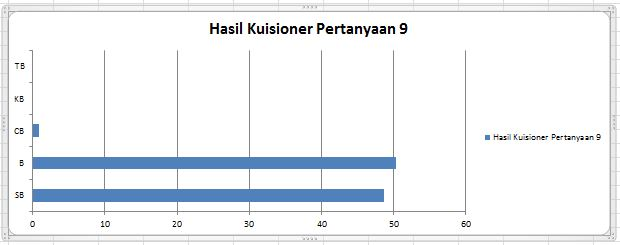 Hasil Kuisioner Pertanyaan 9
TB
KB
CB
B
SB
Hasil Kuisioner Pertanyaan 9
0 10 20 30 40 50 60